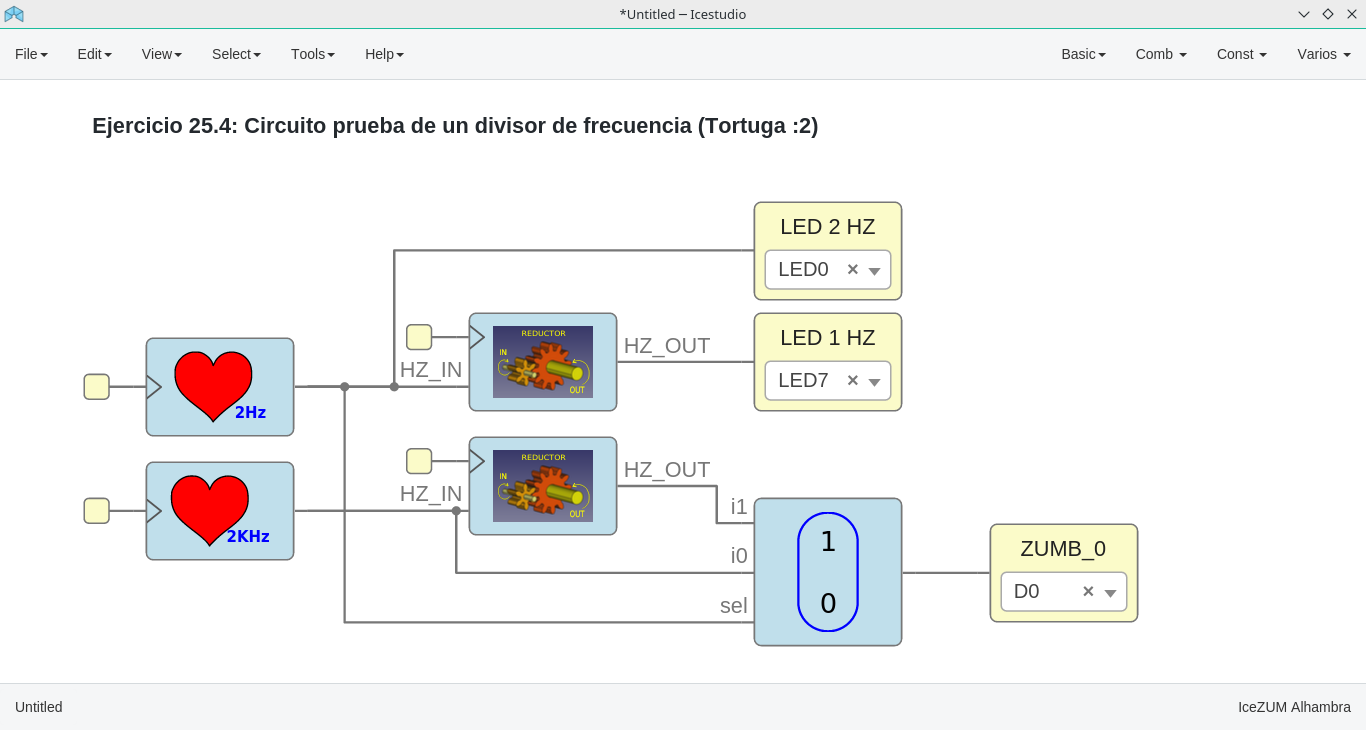 *Untitled – Icestudio
File Edit View Select Tools Help Basic Comb Const Varios
Ejercicio 25.4: Circuito prueba de un divisor de frecuencia (Tortuga :2)
LED 2 HZ
LED0 ×
LED 1 HZ
LED7 ×
REDUCTOR
IN
OUT
HZ_IN
HZ_OUT
2Hz
REDUCTOR
IN
OUT
HZ_IN
HZ_OUT
2KHz
i1
i0
sel
1
0
ZUMB_0
D0 ×
Untitled IceZUM Alhambra